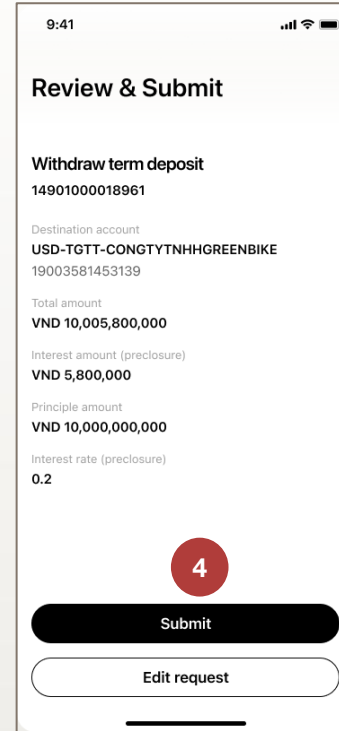 9:41
Review & Submit
Withdraw term deposit
14901000018961
Destination account
USD-TGTT-CONGTYTNHHGREENBIKE
19003581453139
Total amount
VND 10,005,800,000
Interest amount (preclosure)
VND 5,800,000
Principle amount
VND 10,000,000,000
Interest rate (preclosure)
0.2
4
Submit
Edit request